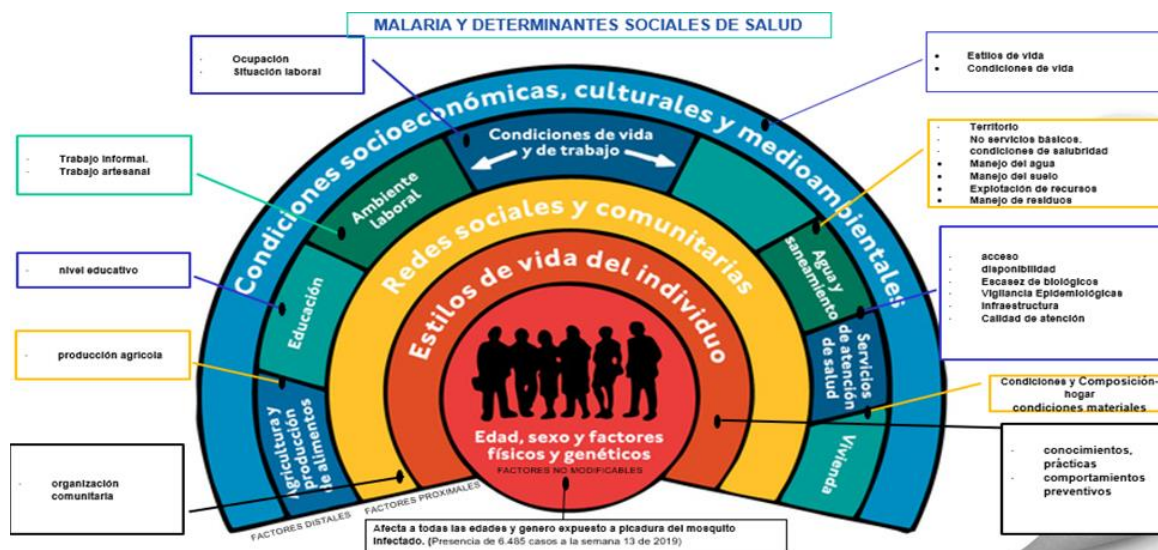 MALARIA Y DETERMINANTES SOCIALES DE SALUD
Ocupación
Situación laboral
Estilos de vida
Condiciones de vida
Trabajo informal.
Trabajo artesanal
Territorio
No servicios básicos.
condiciones de salubridad
Manejo del agua
Manejo del suelo
Explotación de recursos
Manejo de residuos
nivel educativo
acceso
disponibilidad
Escasez de biológicos
Vigilancia Epidemiológicas
Infraestructura
Calidad de atención
producción agrícola
Condiciones y Composición-
hogar
condiciones materiales
organización
comunitaria
conocimientos,
prácticas
comportamientos
preventivos
Condiciones socioeconómicas, culturales y medioambientales
Condiciones de vida
y de trabajo
Ambiente
laboral
Educación
Agricultura y
producción
de alimentos
Agua y
saneamiento
Servicios
de atención
de salud
Vivienda
Redes sociales y comunitarias
Estilos de vida del individuo
Edad, sexo y factores
físicos y genéticos
FACTORES NO MODIFICABLES
FACTORES DISTALES
FACTORES PROXIMALES
Afecta a todas las edades y genero expuesto a picadura del mosquito
infectado. (Presencia de 6.485 casos a la semana 13 de 2019)